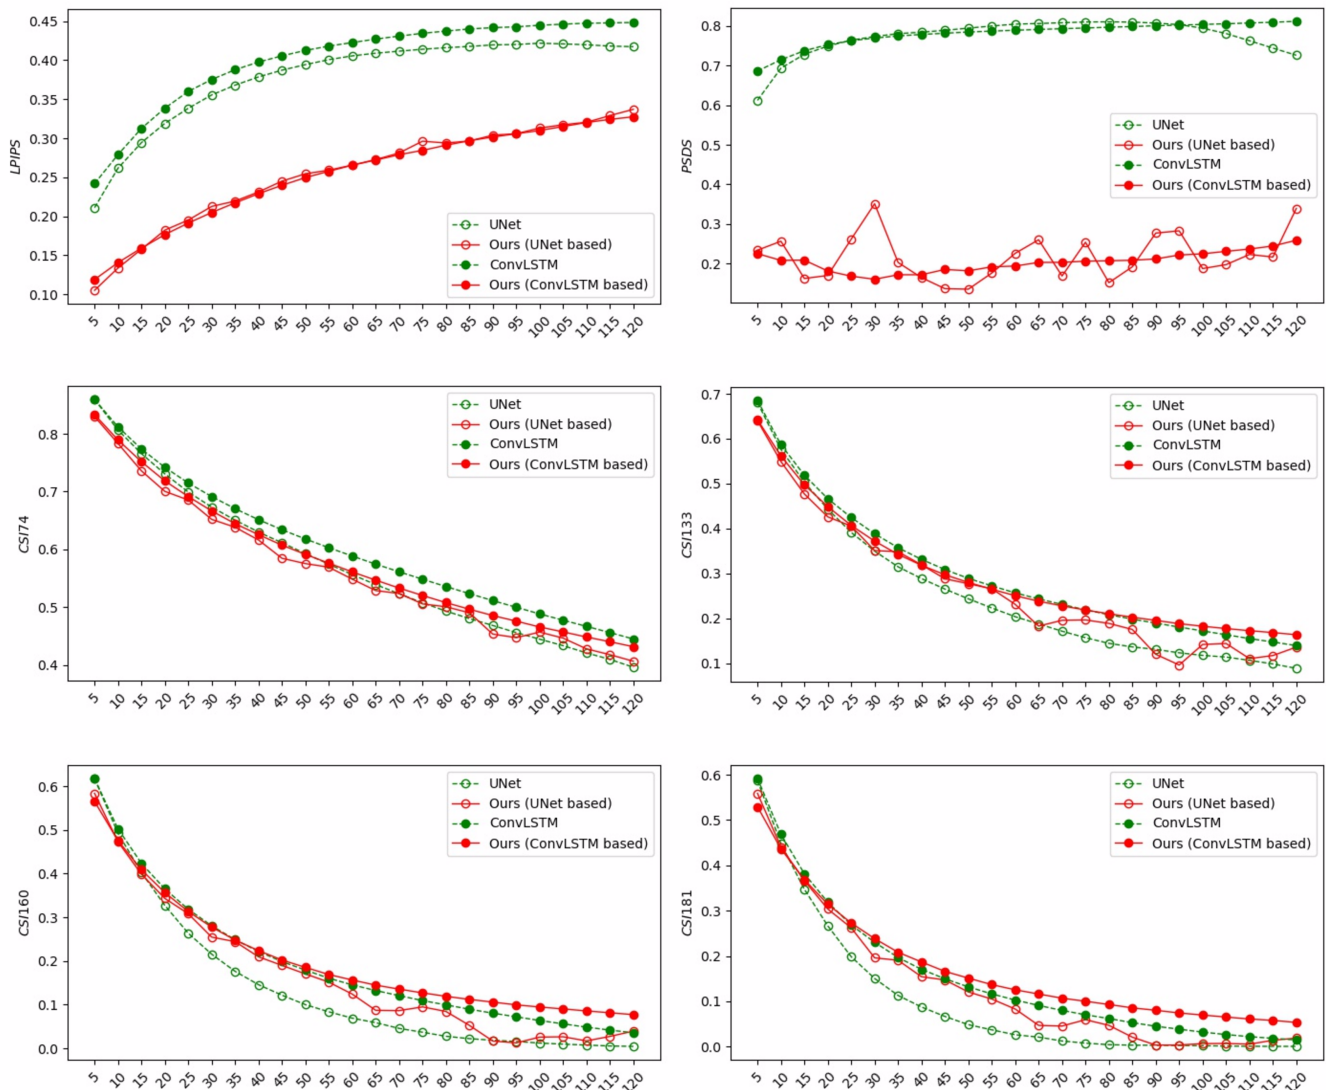 0.45
0.40
0.35
0.30
0.25
0.20
0.15
0.10
LPIPS
UNet
Ours (UNet based)
ConvLSTM
Ours (ConvLSTM based)
5 10 15 20 25 30 35 40 45 50 55 60 65 70 75 80 85 90 95 100 105 110 115 120
0.8
0.7
0.6
0.5
0.4
0.3
0.2
PSDS
UNet
Ours (UNet based)
ConvLSTM
Ours (ConvLSTM based)
5 10 15 20 25 30 35 40 45 50 55 60 65 70 75 80 85 90 95 100 105 110 115 120
0.8
0.7
0.6
0.5
0.4
CSI74
UNet
Ours (UNet based)
ConvLSTM
Ours (ConvLSTM based)
5 10 15 20 25 30 35 40 45 50 55 60 65 70 75 80 85 90 95 100 105 110 115 120
0.7
0.6
0.5
0.4
0.3
0.2
0.1
CSI133
UNet
Ours (UNet based)
ConvLSTM
Ours (ConvLSTM based)
5 10 15 20 25 30 35 40 45 50 55 60 65 70 75 80 85 90 95 100 105 110 115 120
0.6
0.5
0.4
0.3
0.2
0.1
0.0
CSI160
UNet
Ours (UNet based)
ConvLSTM
Ours (ConvLSTM based)
5 10 15 20 25 30 35 40 45 50 55 60 65 70 75 80 85 90 95 100 105 110 115 120
0.6
0.5
0.4
0.3
0.2
0.1
0.0
CSI181
UNet
Ours (UNet based)
ConvLSTM
Ours (ConvLSTM based)
5 10 15 20 25 30 35 40 45 50 55 60 65 70 75 80 85 90 95 100 105 110 115 120